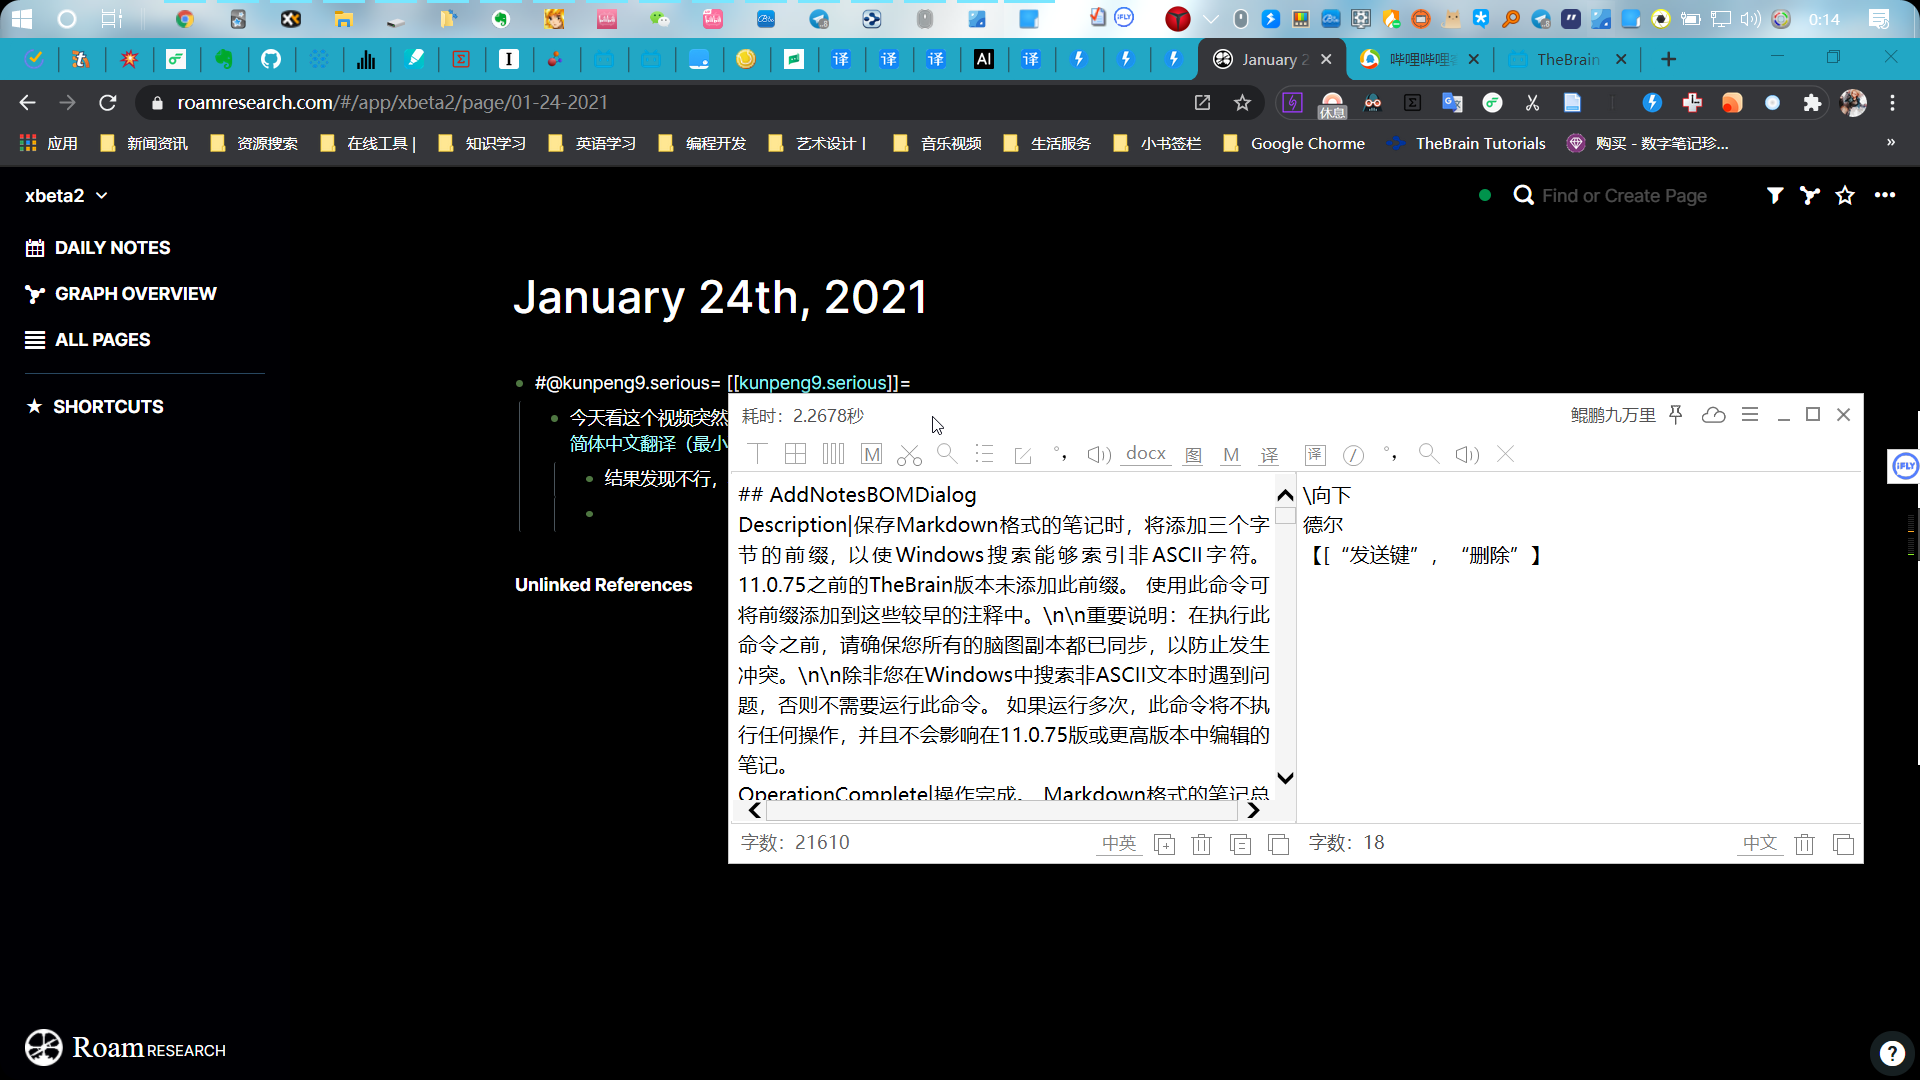 0:14
January 2
哔哩哔哩
TheBrain
roamresearch.com/#/app/xbeta2/page/01-24-2021
休息
应用
新闻资讯
资源搜索
在线工具 |
知识学习
英语学习
编程开发
艺术设计 |
音乐视频
生活服务
小书签栏
Google Chorme
TheBrain Tutorials
购买 - 数字笔记珍...
»
xbeta2
Find or Create Page
DAILY NOTES
GRAPH OVERVIEW
ALL PAGES
SHORTCUTS
January 24th, 2021
#@kunpeng9.serious= [[kunpeng9.serious]]=
今天看这个视频突然
简体中文翻译（最小
结果发现不行，
Unlinked References
耗时：2.2678秒
鲲鹏九万里
M
docx 图 M 译
译
## AddNotesBOMDialog
Description|保存Markdown格式的笔记时，将添加三个字
节的前缀，以使Windows搜索能够索引非ASCII字符。
11.0.75之前的TheBrain版本未添加此前缀。 使用此命令可
将前缀添加到这些较早的注释中。\n\n重要说明：在执行此
命令之前，请确保您所有的脑图副本都已同步，以防止发生
冲突。\n\n除非您在Windows中搜索非ASCII文本时遇到问
题，否则不需要运行此命令。 如果运行多次，此命令将不执
行任何操作，并且不会影响在11.0.75版或更高版本中编辑的
笔记。
OperationComplete|操作完成。 Markdown格式的笔记总
\向下
德尔
【[“发送键”，“删除”】
字数：21610
中英
字数：18
中文
iFLY
Roam RESEARCH
?